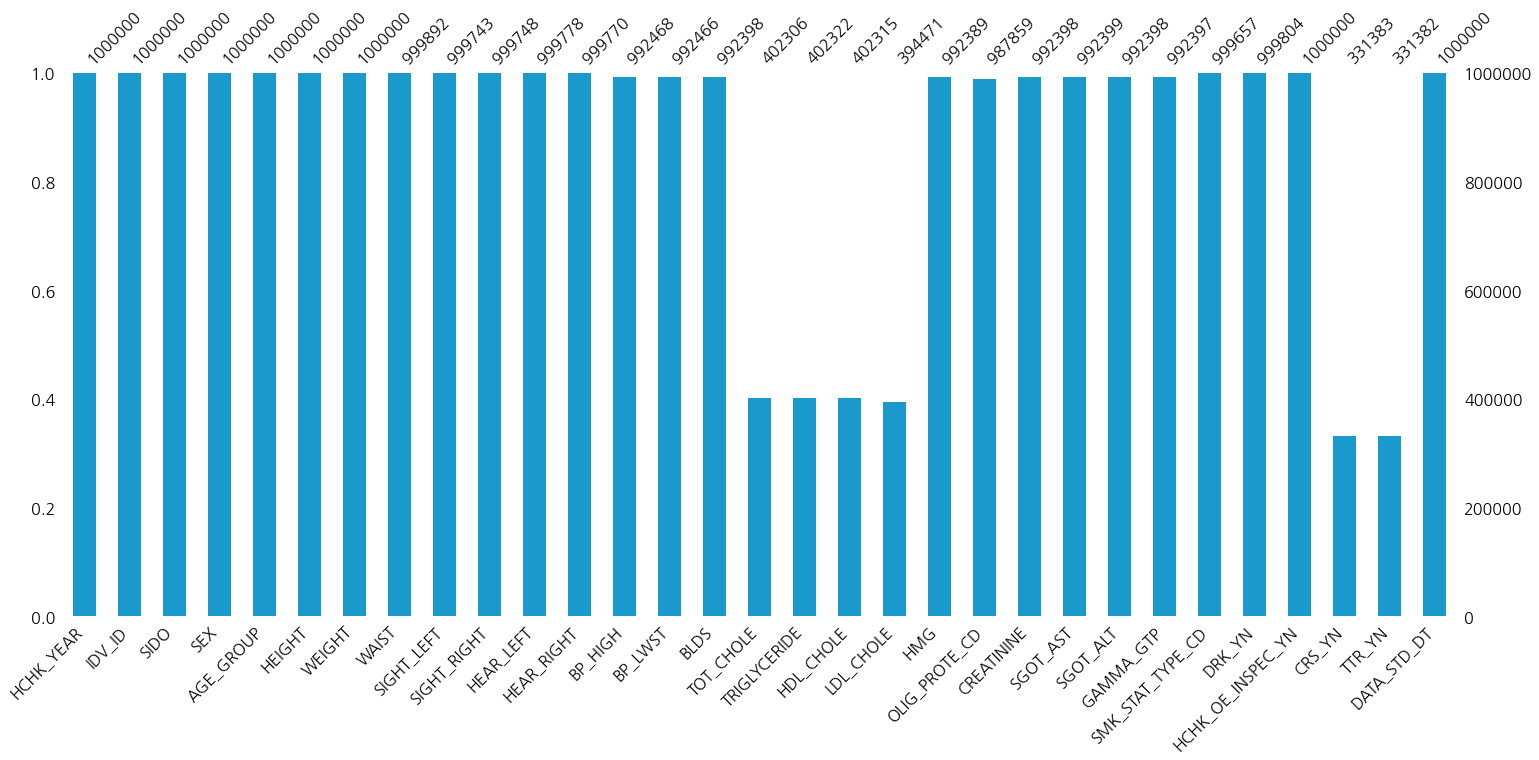 1000000
1000000
1000000
1000000
1000000
1000000
1000000
999892
999743
999748
999778
999770
992468
992466
992398
402306
402322
402315
394471
992389
987859
992398
992399
992398
992397
999657
999804
1000000
331383
331382
1000000
1.0
0.8
0.6
0.4
0.2
0.0
1000000
800000
600000
400000
200000
0
HCHK_YEAR
IDV_ID
SIDO
SEX
AGE_GROUP
HEIGHT
WEIGHT
WAIST
SIGHT_LEFT
SIGHT_RIGHT
HEAR_LEFT
HEAR_RIGHT
BP_HIGH
BP_LWST
BLDS
TOT_CHOLE
TRIGLYCERIDE
HDL_CHOLE
LDL_CHOLE
HMG
OLIG_PROTE_CD
CREATININE
SGOT_AST
SGOT_ALT
GAMMA_GTP
SMK_STAT_TYPE_CD
DRK_YN
HCHK_OE_INSPEC_YN
CRS_YN
TTR_YN
DATA_STD_DT